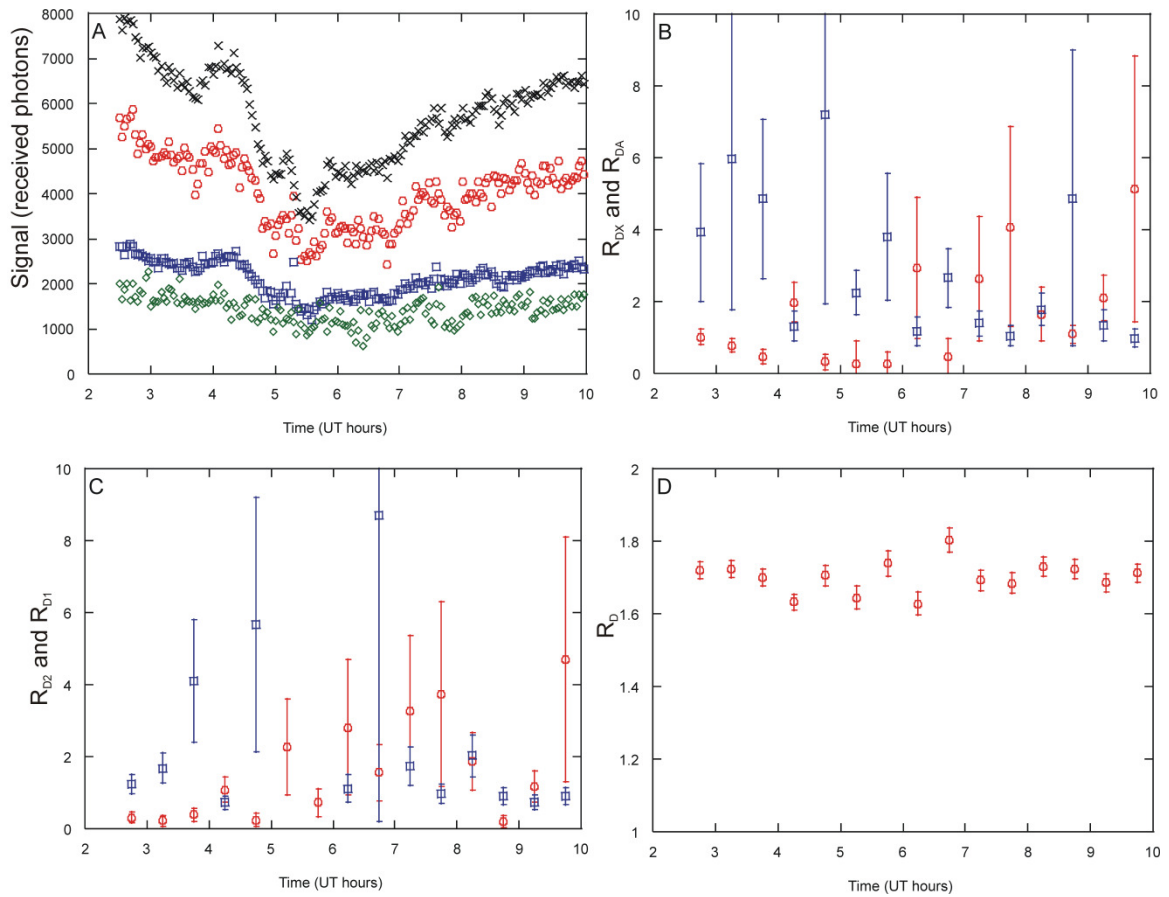 A
Signal (received photons)
8000
7000
6000
5000
4000
3000
2000
1000
0
2 3 4 5 6 7 8 9 10
Time (UT hours)
B
R_DX and R_DA
10
8
6
4
2
0
2 3 4 5 6 7 8 9 10
Time (UT hours)
C
R_D2 and R_D1
10
8
6
4
2
0
2 3 4 5 6 7 8 9 10
Time (UT hours)
D
R_D
2
1.8
1.6
1.4
1.2
1
2 3 4 5 6 7 8 9 10
Time (UT hours)